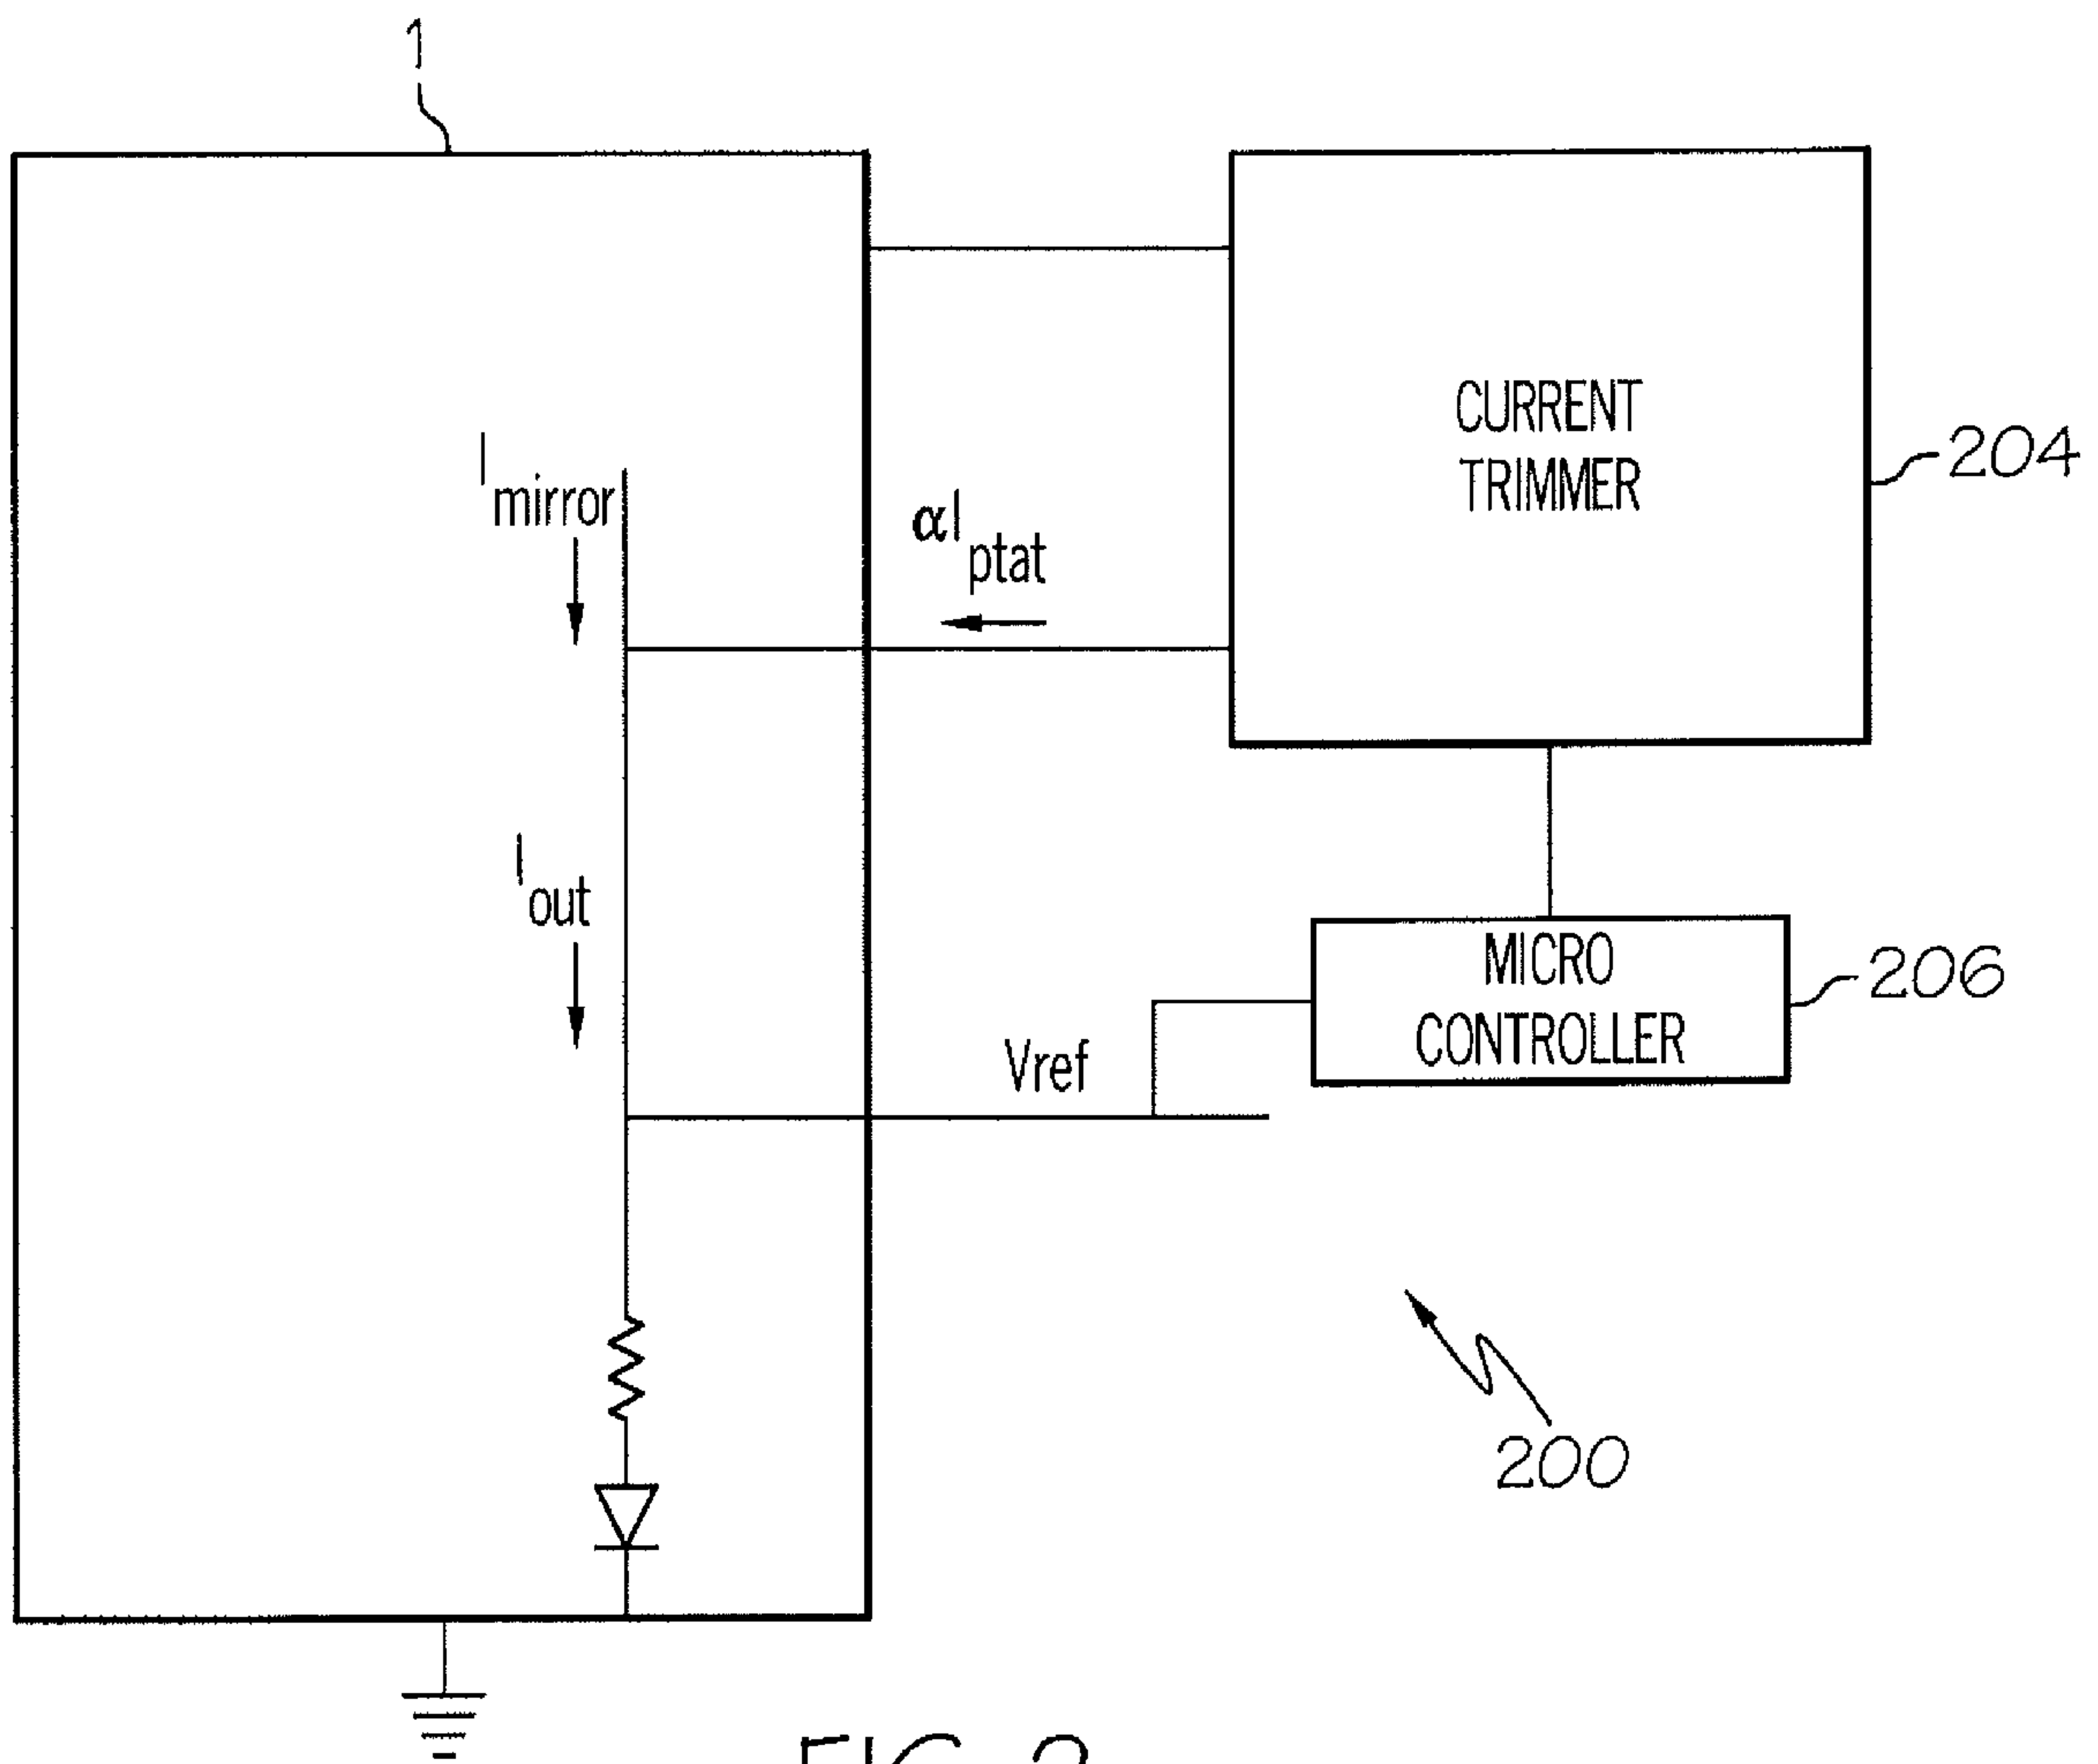 1
CURRENT
TRIMMER
204
Imirror
αIptat
Iout
MICRO
CONTROLLER
206
Vref
200